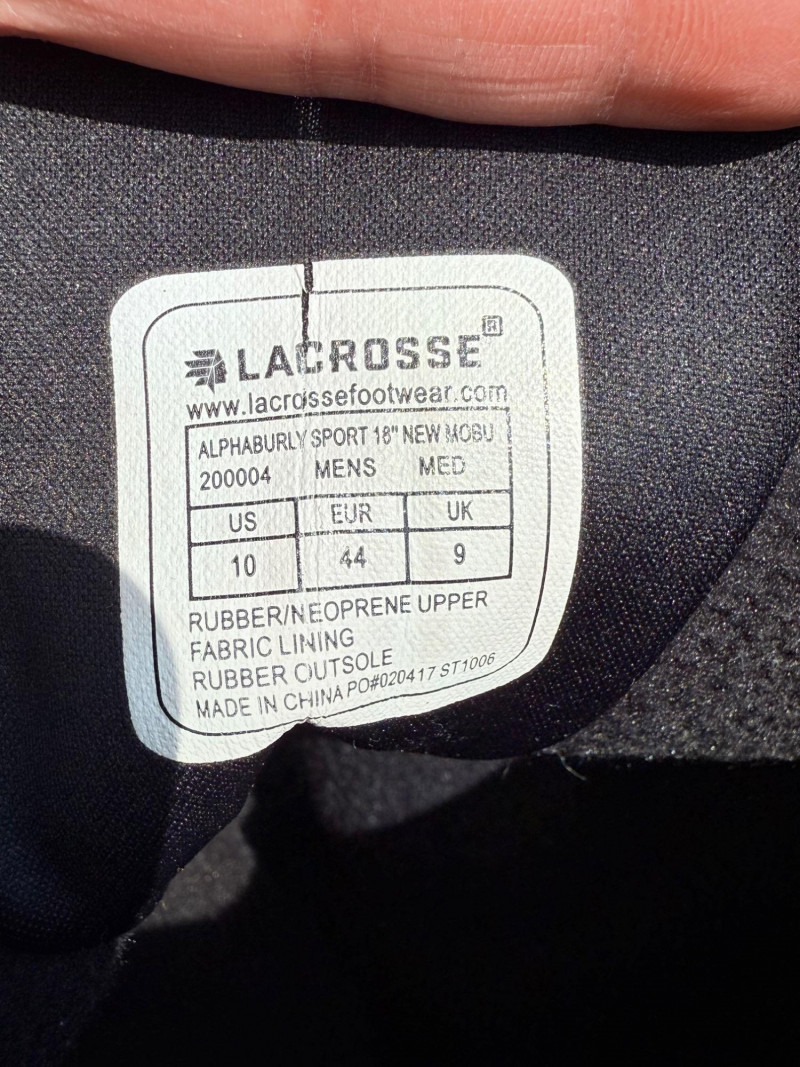 LACROSSE®
www.lacrossefootwear.com
ALPHABURLY SPORT 18" NEW MOBU
200004 MENS MED
US EUR UK
10 44 9
RUBBER/NEOPRENE UPPER
FABRIC LINING
RUBBER OUTSOLE
MADE IN CHINA PO#020417 ST1006